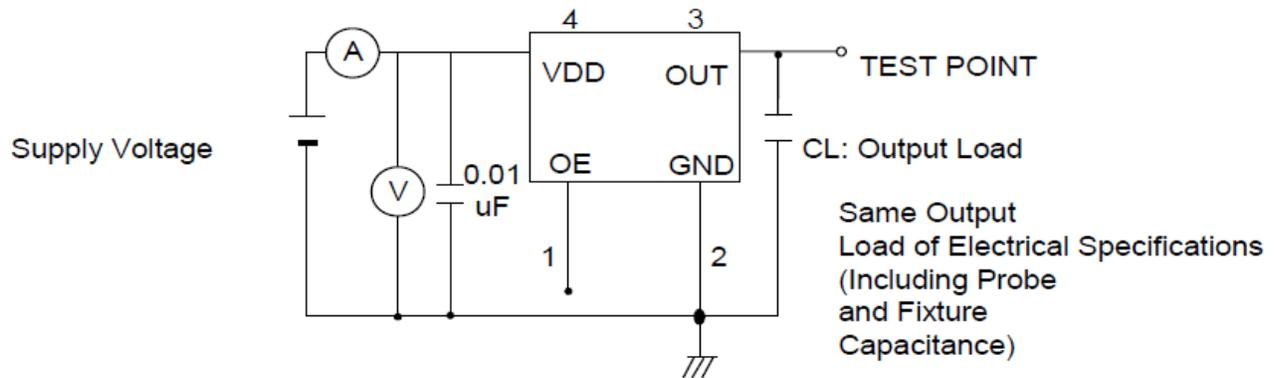 4
3
A
VDD
OUT
TEST POINT
Supply Voltage
OE
GND
CL: Output Load
V
0.01
uF
1
2
Same Output
Load of Electrical Specifications
(Including Probe
and Fixture
Capacitance)